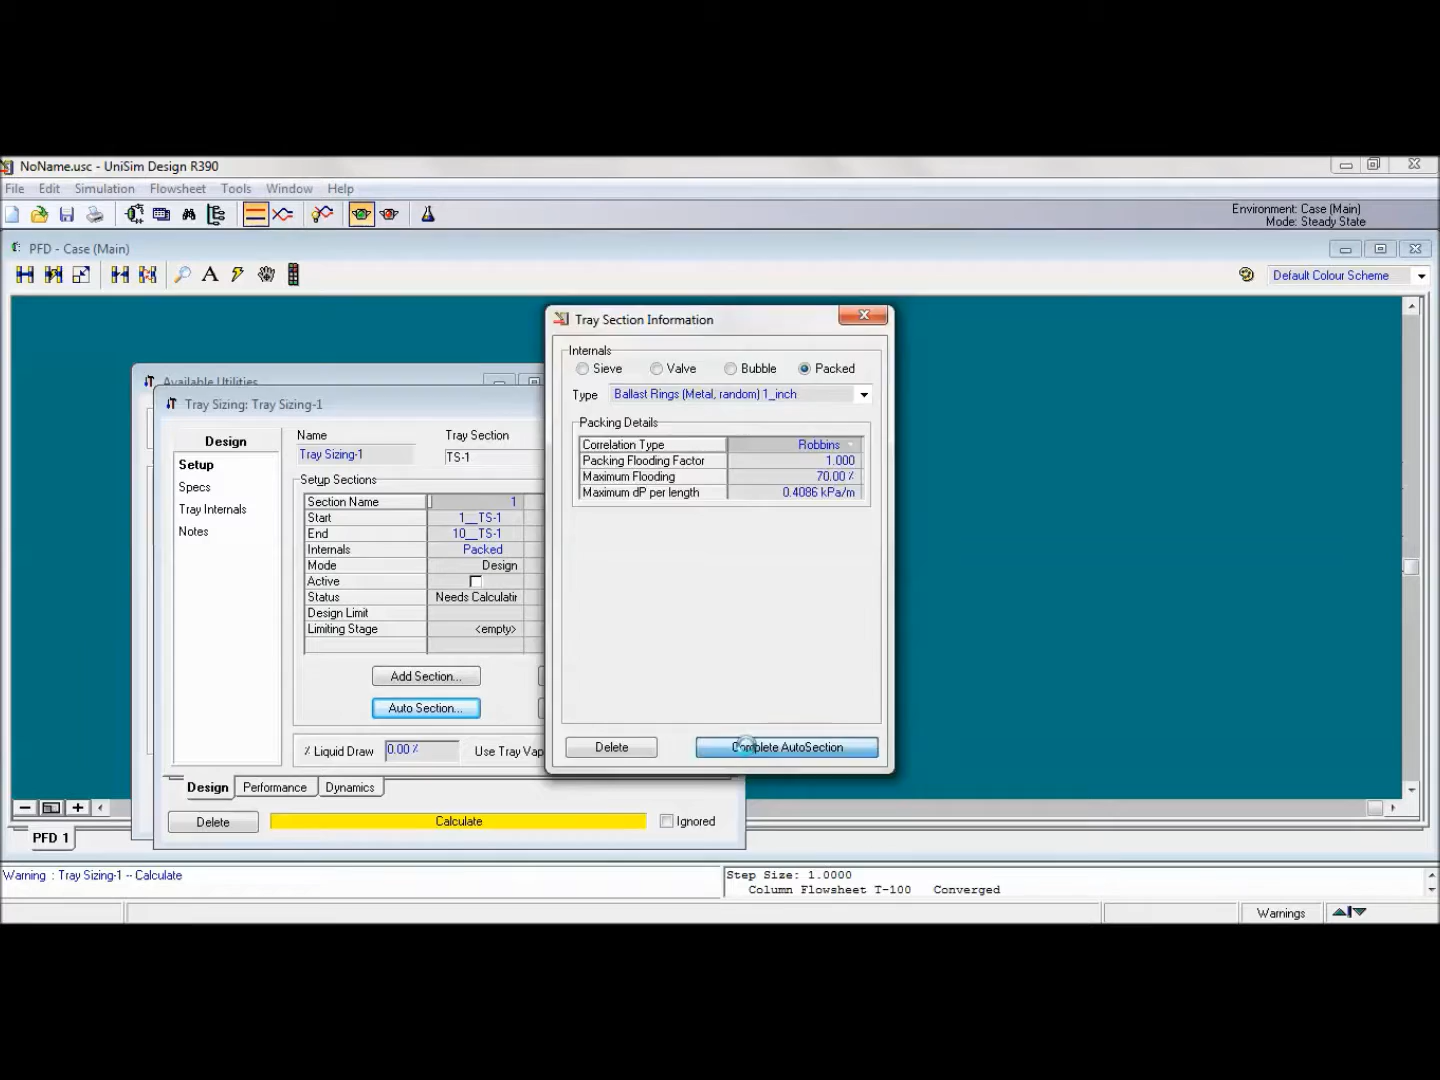 NoName.usc - UniSim Design R390
File Edit Simulation Flowsheet Tools Window Help
Environment: Case (Main)
Mode: Steady State
PFD - Case (Main)
A
Default Colour Scheme
Available Utilities
Tray Sizing: Tray Sizing-1
Design
Setup
Specs
Tray Internals
Notes
Name
Tray Section
Tray Sizing-1
TS-1
Setup Sections
Section Name 1
Start 1__TS-1
End 10__TS-1
Internals Packed
Mode Design
Active
Status Needs Calculatir
Design Limit
Limiting Stage <empty>
Add Section...
Auto Section...
% Liquid Draw 0.00 % Use Tray Vap
Design Performance Dynamics
Delete
Calculate
Ignored
Tray Section Information
Internals
Sieve Valve Bubble Packed
Type Ballast Rings (Metal, random) 1_inch
Packing Details
Correlation Type Robbins
Packing Flooding Factor 1.000
Maximum Flooding 70.00 %
Maximum dP per length 0.4086 kPa/m
Delete
Complete AutoSection
PFD 1
Warning : Tray Sizing-1 -- Calculate
Step Size: 1.0000
Column Flowsheet T-100 Converged
Warnings